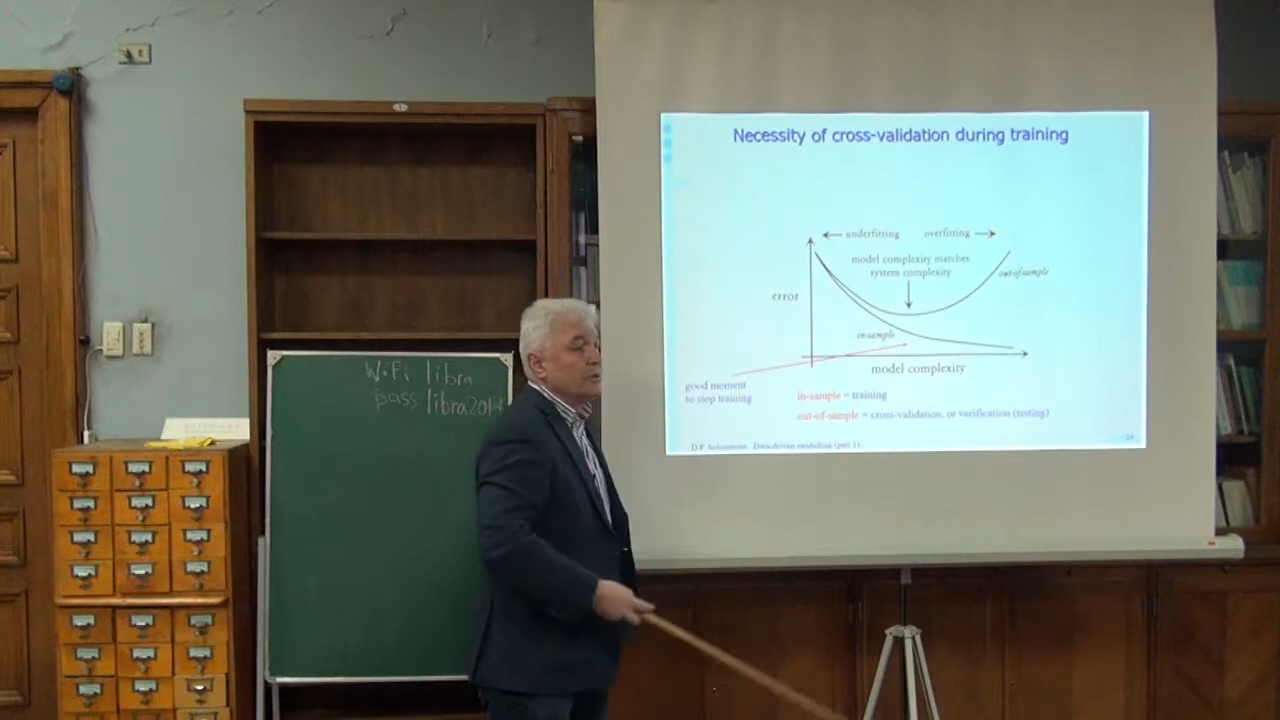 WiFi libra
pass libra2017
Necessity of cross-validation during training
underfitting overfitting
model complexity matches
system complexity
out-of-sample
error
in-sample
model complexity
good moment
to stop training
in-sample = training
out-of-sample = cross-validation, or verification (testing)
D.P. Solomatine. Data-driven modelling (part 1).